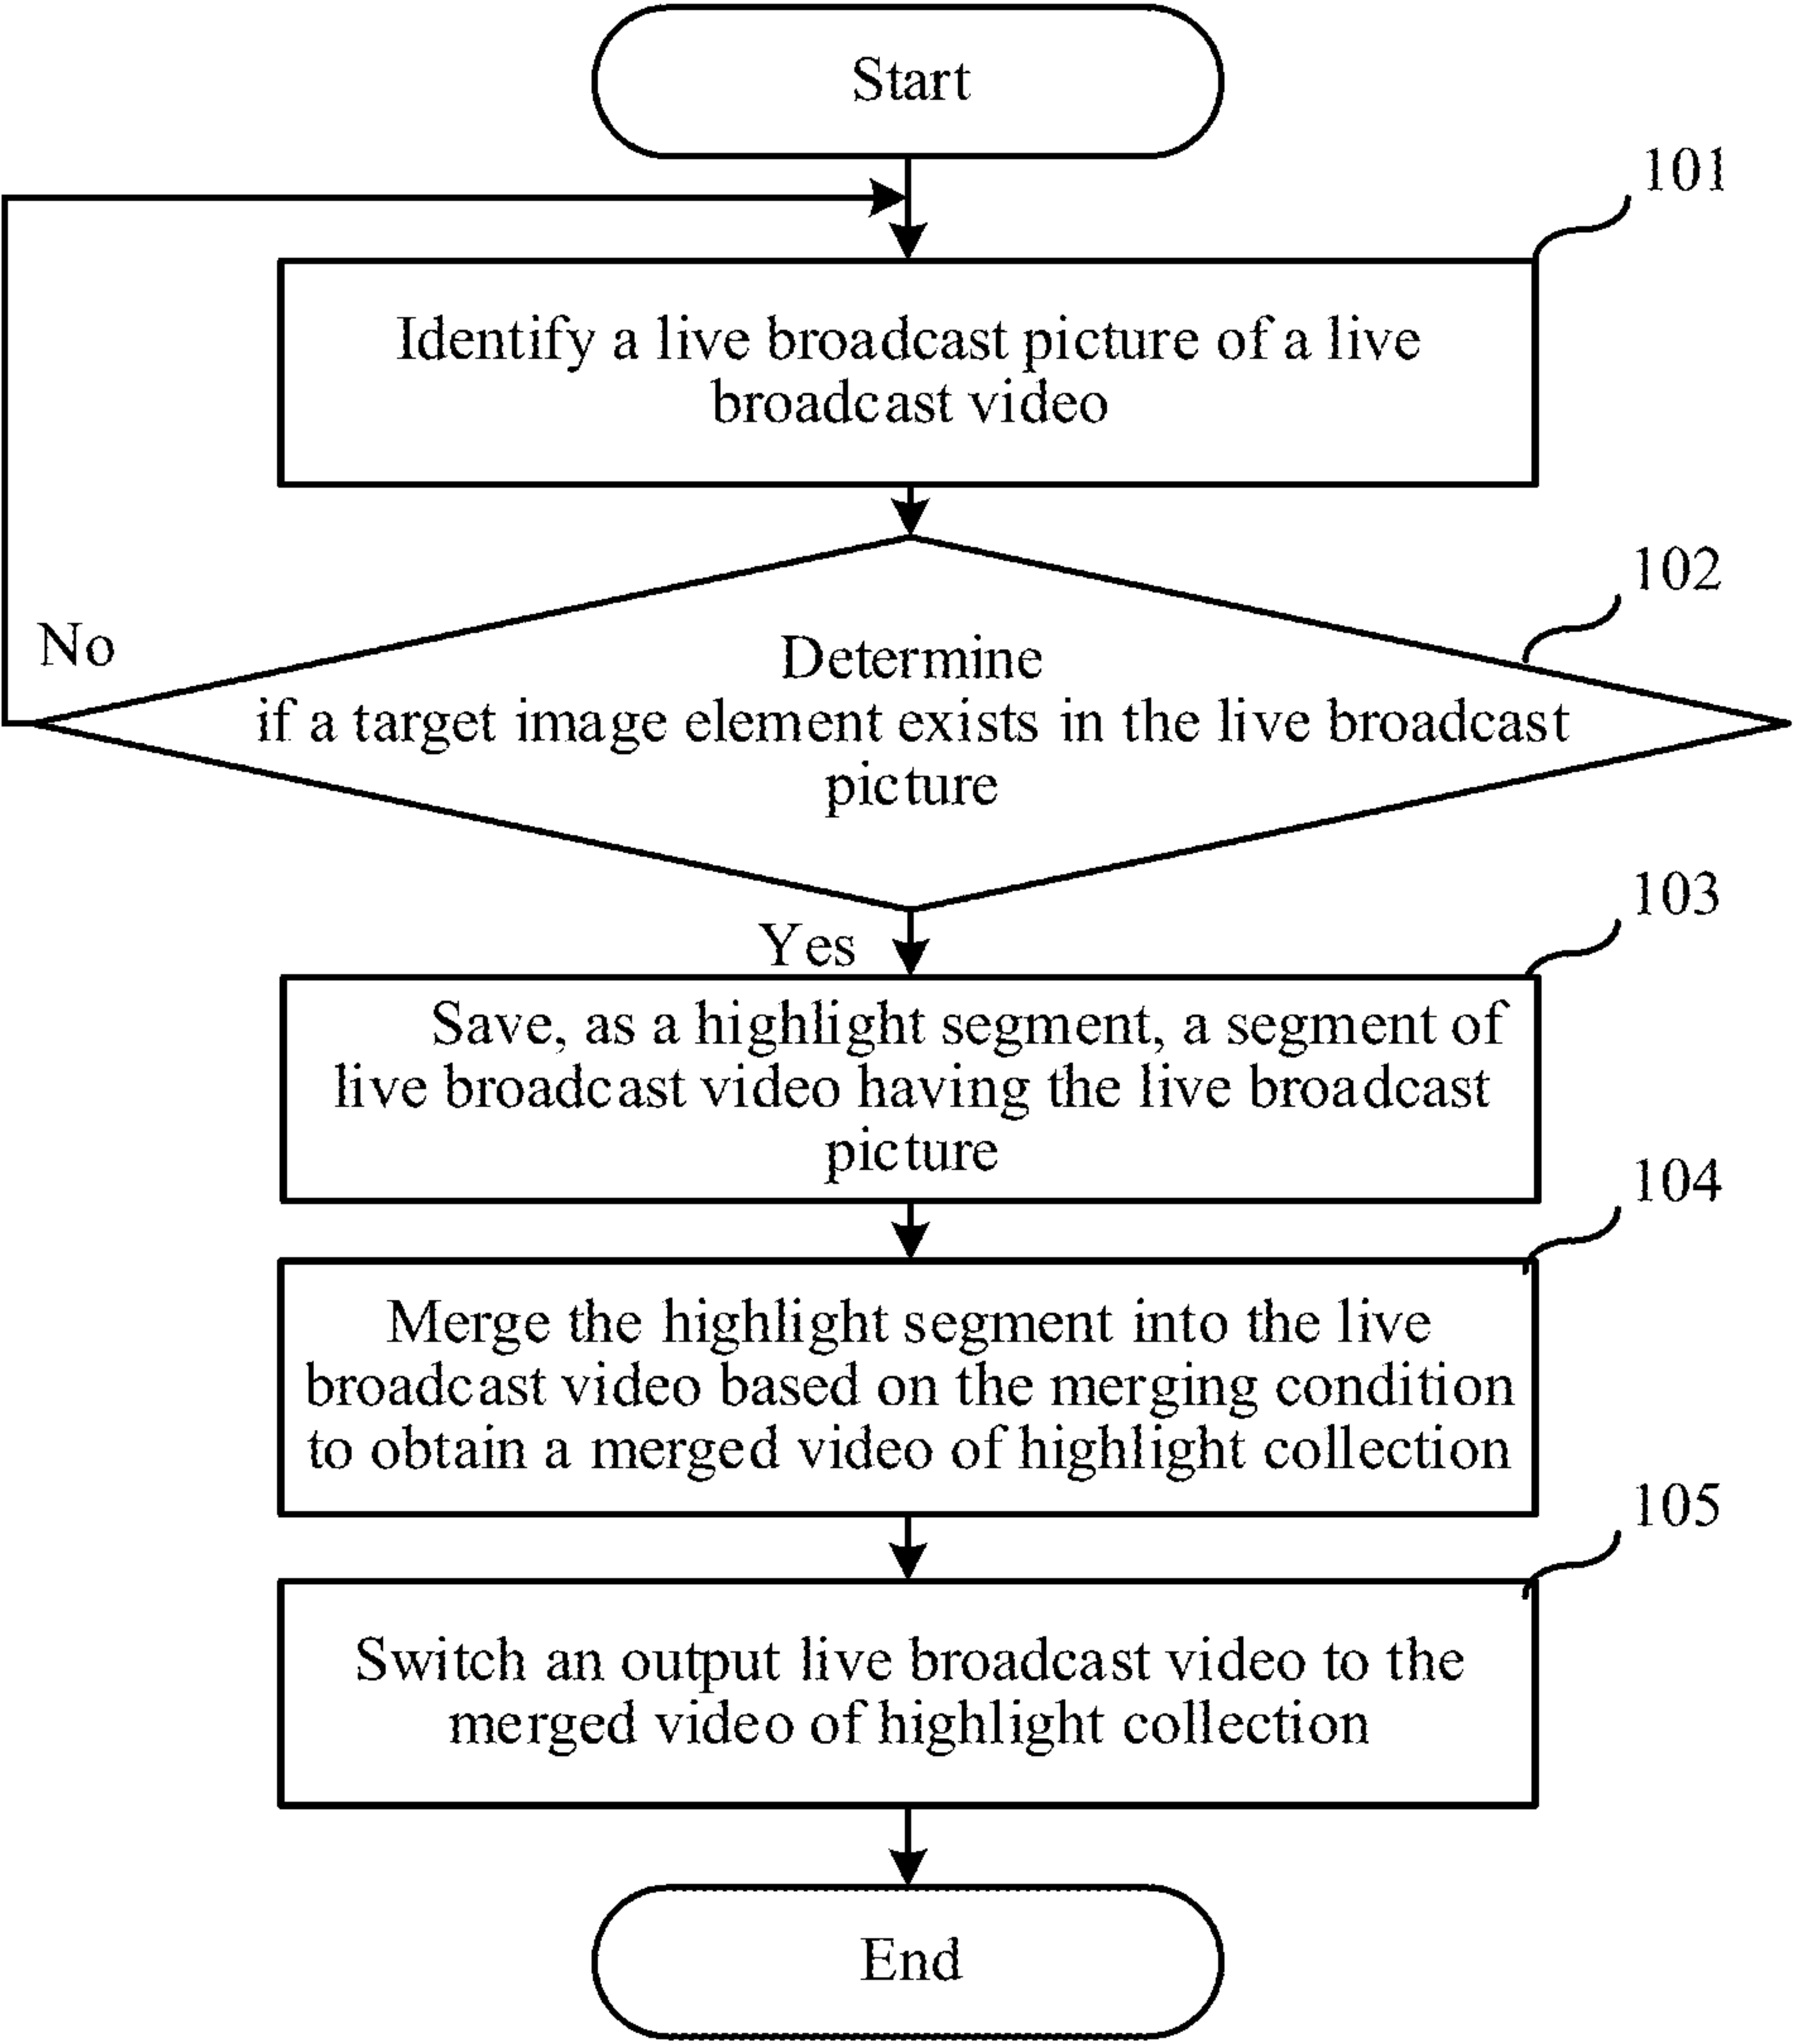 Start
101
Identify a live broadcast picture of a live
broadcast video
102
No
Determine
if a target image element exists in the live broadcast
picture
103
Yes
Save, as a highlight segment, a segment of
live broadcast video having the live broadcast
picture
104
Merge the highlight segment into the live
broadcast video based on the merging condition
to obtain a merged video of highlight collection
105
Switch an output live broadcast video to the
merged video of highlight collection
End